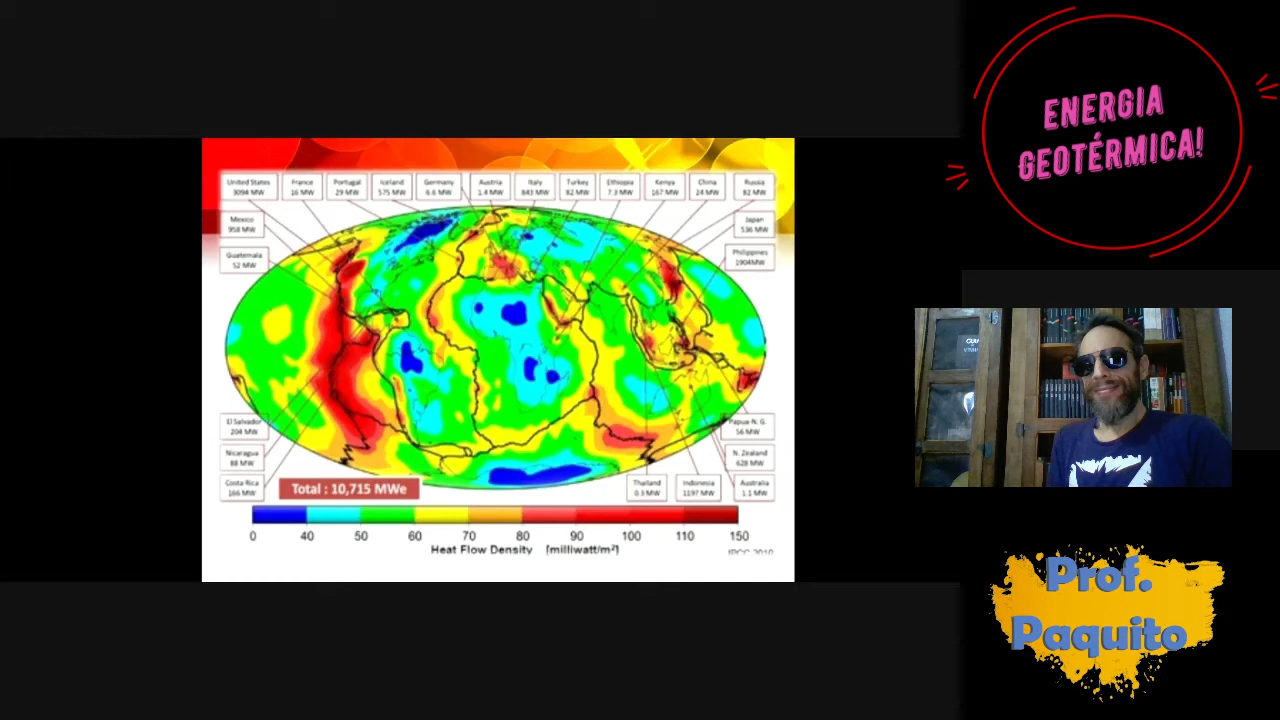 ENERGIA
GEOTÉRMICA!
United States
3094 MW
France
16 MW
Portugal
29 MW
Iceland
575 MW
Germany
6.6 MW
Austria
1.4 MW
Italy
843 MW
Turkey
82 MW
Ethiopia
7.3 MW
Kenya
167 MW
China
24 MW
Russia
82 MW
Mexico
958 MW
Japan
536 MW
Guatemala
52 MW
Philippines
1904MW
El Salvador
204 MW
Papua N. G.
56 MW
Nicaragua
88 MW
N. Zealand
628 MW
Costa Rica
166 MW
Total : 10,715 MWe
Thailand
0.3 MW
Indonesia
1197 MW
Australia
1.1 MW
0 40 60 70 80 90 100 110 150
Heat Flow Density [milliwatt/m²]
IPCC 2010
Prof.
Paquito